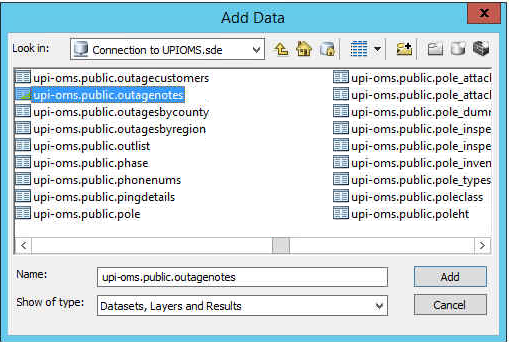 Add Data
Look in: Connection to UPIOMS.sde
upi-oms.public.outagecustomers
upi-oms.public.outagenotes
upi-oms.public.outagesbycounty
upi-oms.public.outagesbyregion
upi-oms.public.outlist
upi-oms.public.phase
upi-oms.public.phonenums
upi-oms.public.pingdetails
upi-oms.public.pole
upi-oms.public.pole_attacl
upi-oms.public.pole_attacl
upi-oms.public.pole_dumr
upi-oms.public.pole_inspe
upi-oms.public.pole_inspe
upi-oms.public.pole_inven
upi-oms.public.pole_types
upi-oms.public.poleclass
upi-oms.public.poleht
Name: upi-oms.public.outagenotes Add
Show of type: Datasets, Layers and Results Cancel